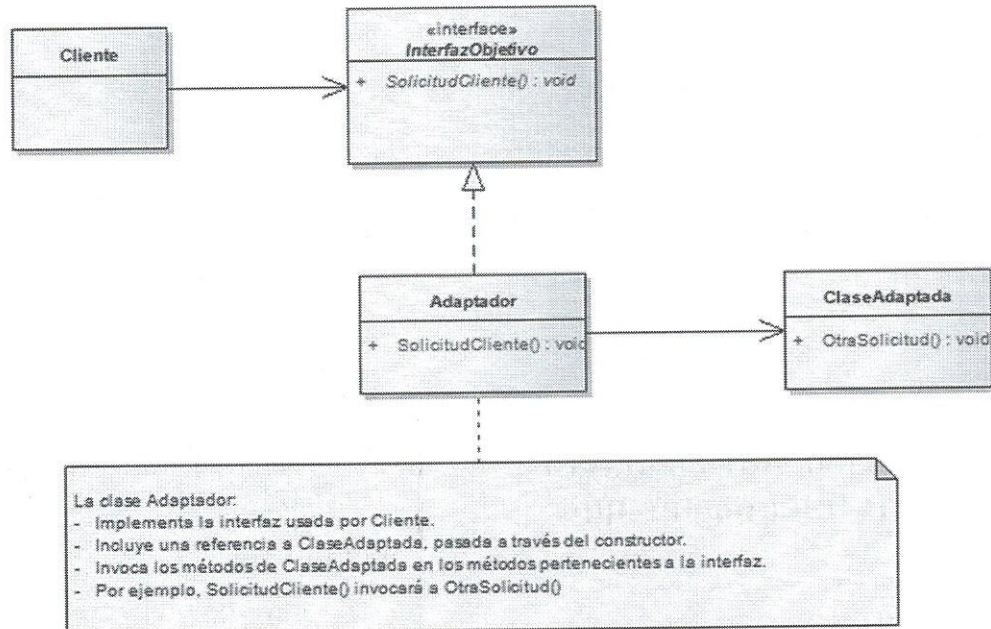 Cliente
«interface»
InterfazObjetivo
+ SolicitudCliente() : void
Adaptador
+ SolicitudCliente() : void
ClaseAdaptada
+ OtraSolicitud() : void
La clase Adaptador:
- Implementa la interfaz usada por Cliente.
- Incluye una referencia a ClaseAdaptada, pasada a través del constructor.
- Invoca los métodos de ClaseAdaptada en los métodos pertenecientes a la interfaz.
- Por ejemplo, SolicitudCliente() invocará a OtraSolicitud()